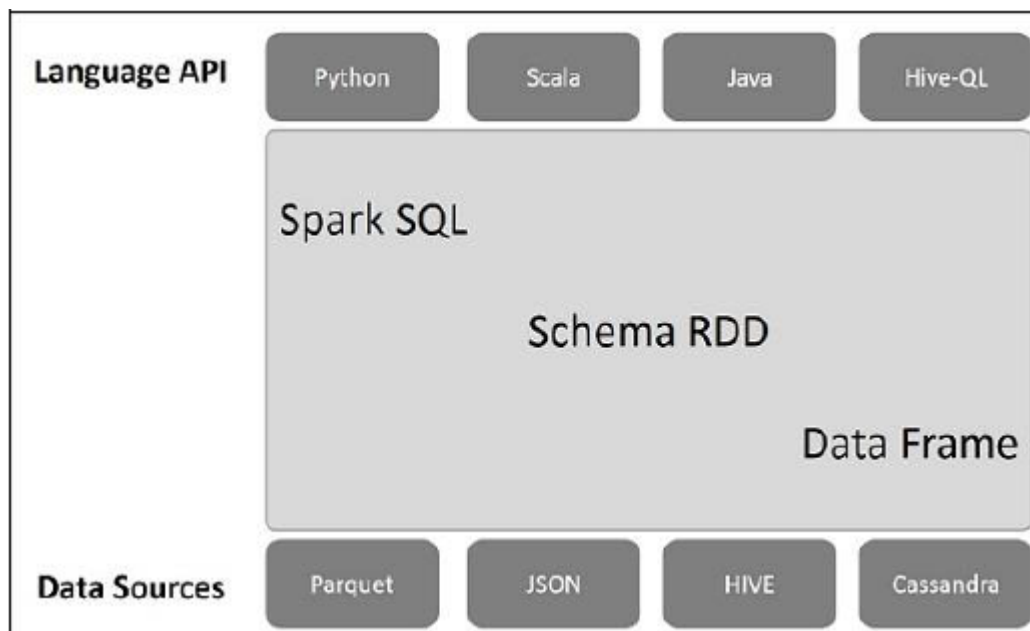 Language API
Python
Scala
Java
Hive-QL
Spark SQL
Schema RDD
Data Frame
Data Sources
Parquet
JSON
HIVE
Cassandra